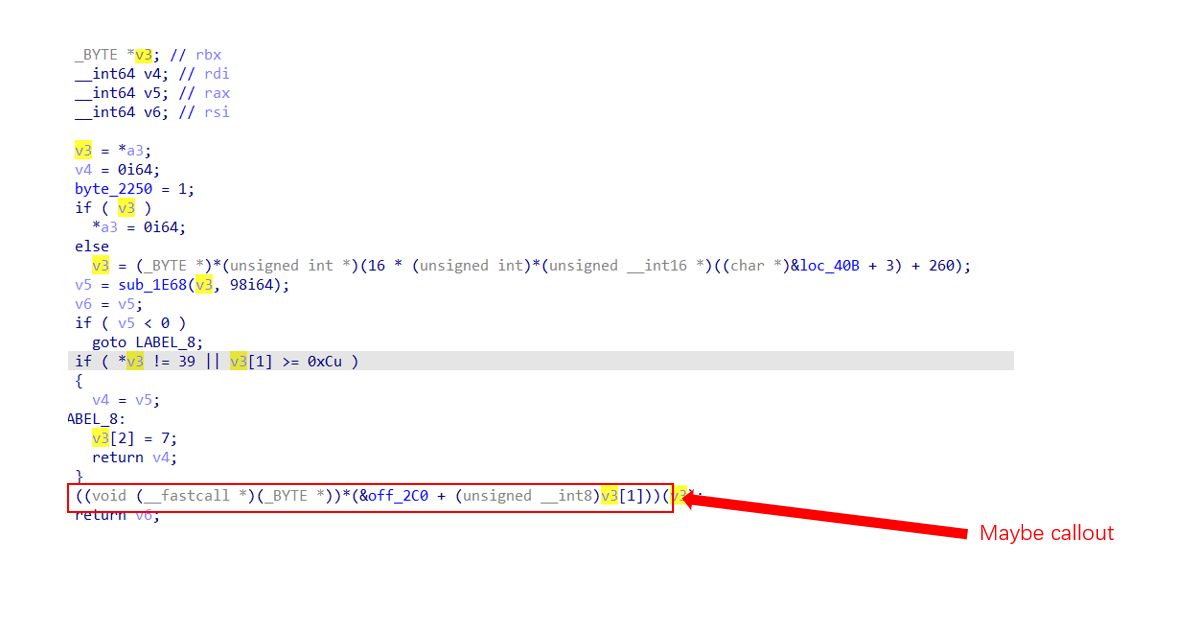 _BYTE *v3; // rbx
__int64 v4; // rdi
__int64 v5; // rax
__int64 v6; // rsi
v3 = *a3;
v4 = 0i64;
byte_2250 = 1;
if ( v3 )
*a3 = 0i64;
else
v3 = (_BYTE *)*(unsigned int *)(16 * (unsigned int)*(unsigned __int16 *)((char *)&loc_40B + 3) + 260);
v5 = sub_1E68(v3, 98i64);
v6 = v5;
if ( v5 < 0 )
goto LABEL_8;
if ( *v3 != 39 || v3[1] >= 0xCu )
{
v4 = v5;
ABEL_8:
v3[2] = 7;
return v4;
}
((void (__fastcall *)(_BYTE *))*(&off_2C0 + (unsigned __int8)v3[1]))(v3);
return v6;
Maybe callout